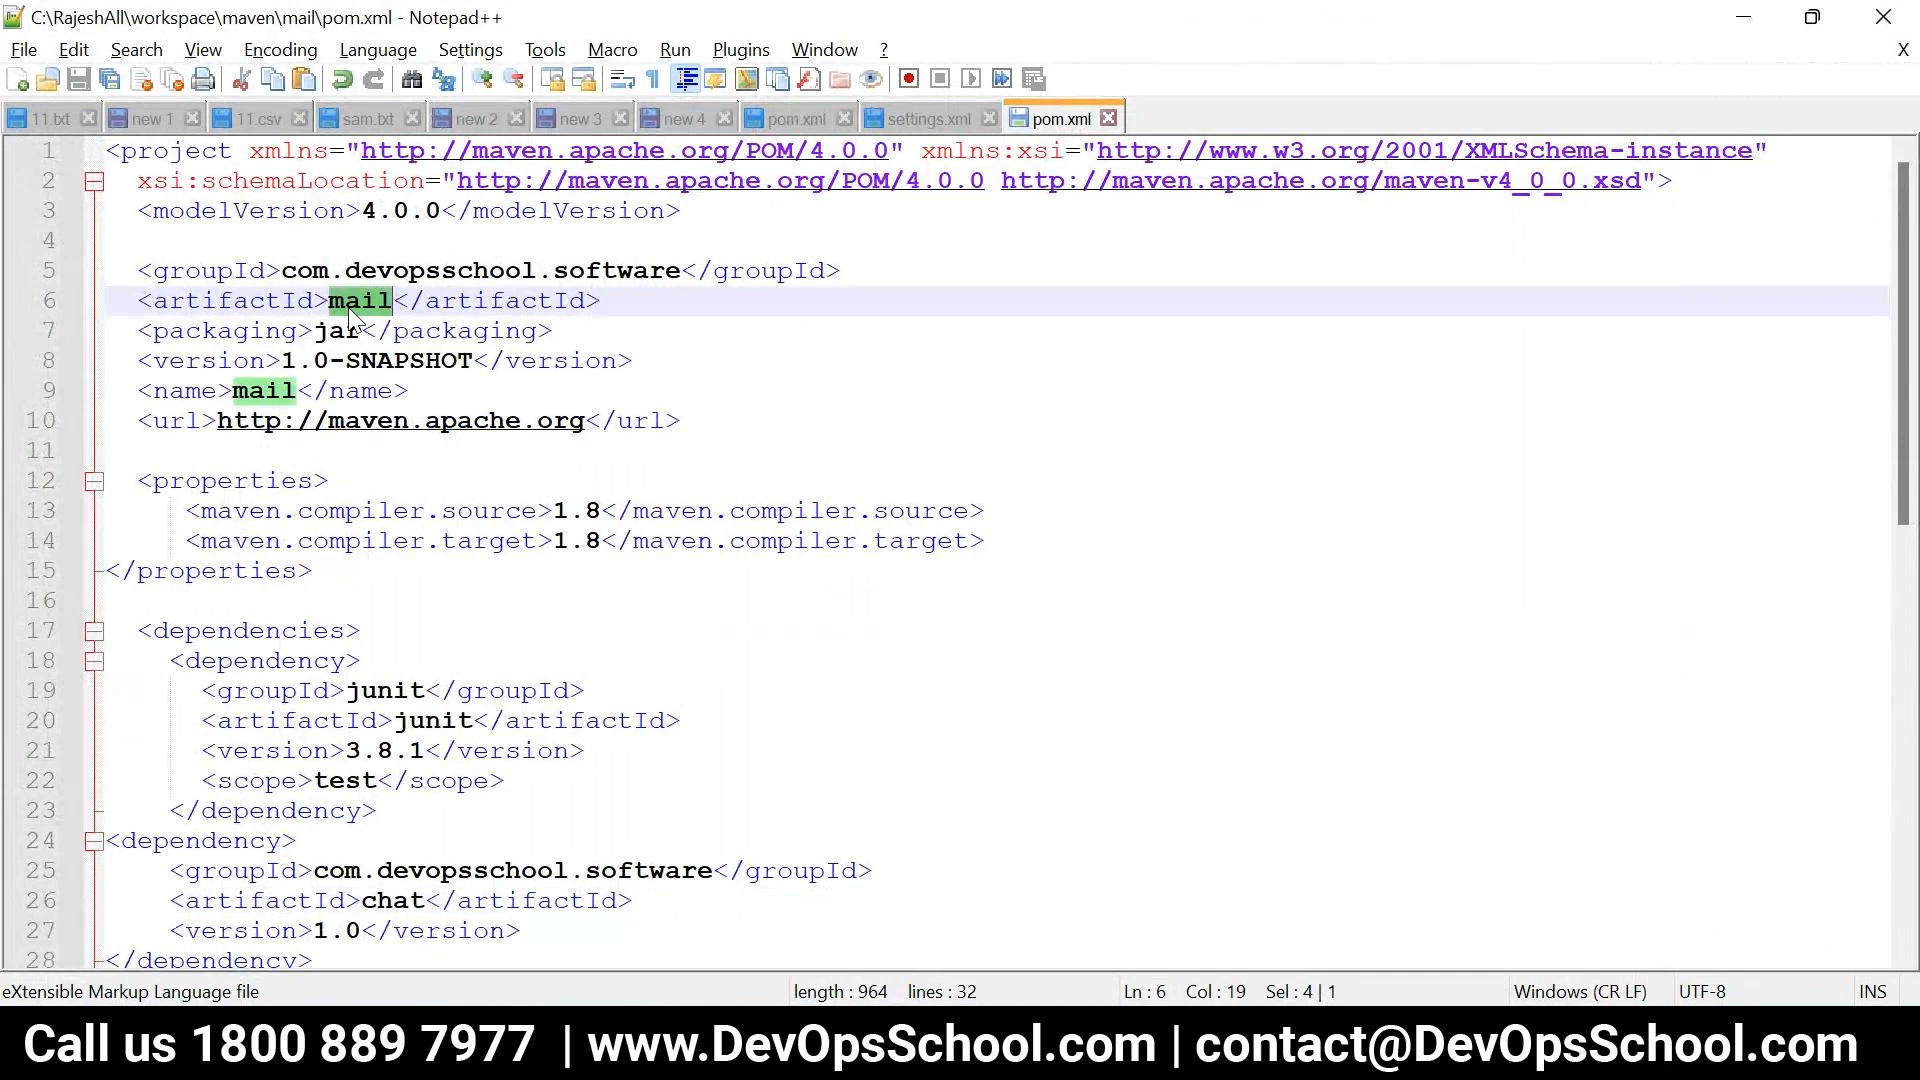 C:\RajeshAll\workspace\maven\mail\pom.xml - Notepad++
File Edit Search View Encoding Language Settings Tools Macro Run Plugins Window ?
X
11.txt new 1 11.csv sam.txt new 2 new 3 new 4 pom.xml settings.xml pom.xml
1 <project xmlns="http://maven.apache.org/POM/4.0.0" xmlns:xsi="http://www.w3.org/2001/XMLSchema-instance"
2 xsi:schemaLocation="http://maven.apache.org/POM/4.0.0 http://maven.apache.org/maven-v4_0_0.xsd">
3 <modelVersion>4.0.0</modelVersion>
4
5 <groupId>com.devopsschool.software</groupId>
6 <artifactId>mail</artifactId>
7 <packaging>jar</packaging>
8 <version>1.0-SNAPSHOT</version>
9 <name>mail</name>
10 <url>http://maven.apache.org</url>
11
12 <properties>
13 <maven.compiler.source>1.8</maven.compiler.source>
14 <maven.compiler.target>1.8</maven.compiler.target>
15 </properties>
16
17 <dependencies>
18 <dependency>
19 <groupId>junit</groupId>
20 <artifactId>junit</artifactId>
21 <version>3.8.1</version>
22 <scope>test</scope>
23 </dependency>
24 <dependency>
25 <groupId>com.devopsschool.software</groupId>
26 <artifactId>chat</artifactId>
27 <version>1.0</version>
28 </dependency>
eXtensible Markup Language file length : 964 lines : 32 Ln : 6 Col : 19 Sel : 4 | 1 Windows (CR LF) UTF-8 INS
Call us 1800 889 7977 | www.DevOpsSchool.com | contact@DevOpsSchool.com